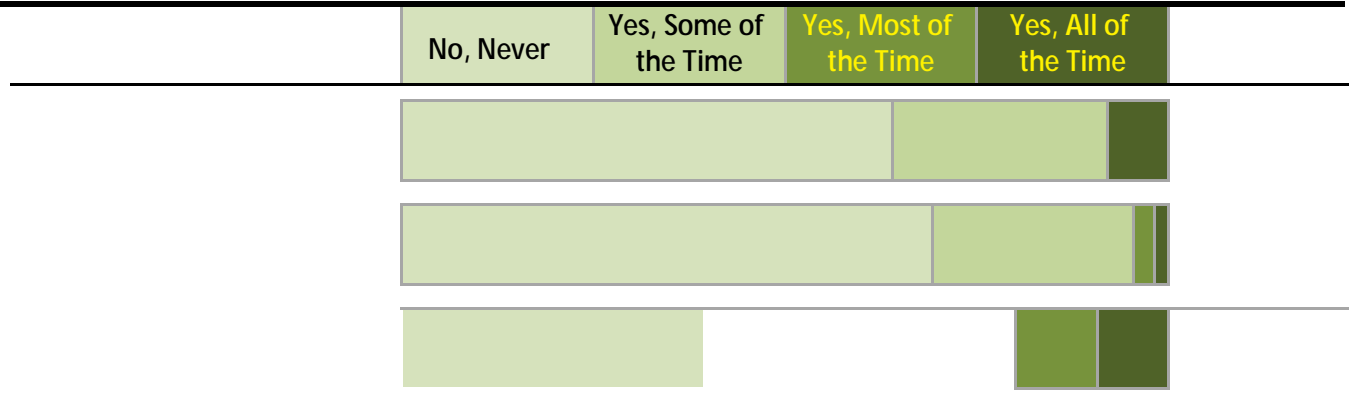 No, Never
Yes, Some of
the Time
Yes, Most of
the Time
Yes, All of
the Time